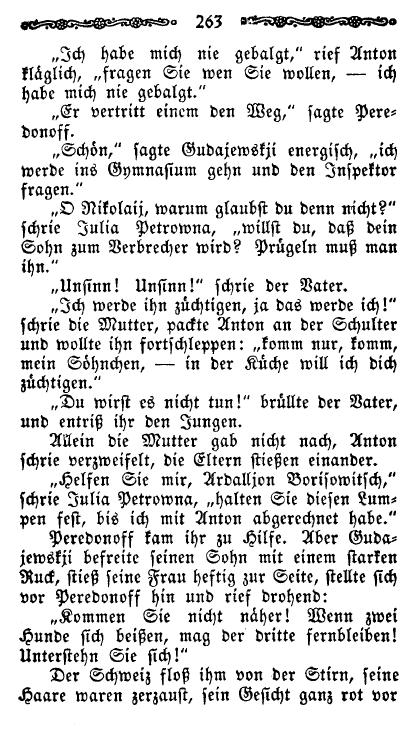 263
„Ich habe mich nie gebalgt,“ rief Anton
kläglich, „fragen Sie wen Sie wollen, — ich
habe mich nie gebalgt.“
„Er vertritt einem den Weg,“ sagte Pere-
donoff.
„Schön,“ sagte Gudajewskji energisch, „ich
werde ins Gymnasium gehn und den Inspektor
fragen.“
„O Nikolaij, warum glaubst du denn nicht?“
schrie Julia Petrowna, „willst du, daß dein
Sohn zum Verbrecher wird? Prügeln muß man
ihn.“
„Unsinn! Unsinn!“ schrie der Vater.
„Ich werde ihn züchtigen, ja das werde ich!“
schrie die Mutter, packte Anton an der Schulter
und wollte ihn fortschleppen: „komm nur, komm,
mein Söhnchen, — in der Küche will ich dich
züchtigen.“
„Du wirst es nicht tun!“ brüllte der Vater,
und entriß ihr den Jungen.
Allein die Mutter gab nicht nach, Anton
schrie verzweifelt, die Eltern stießen einander.
„Helfen Sie mir, Ardalljon Borisowitsch,“
schrie Julia Petrowna, „halten Sie diesen Lum-
pen fest, bis ich mit Anton abgerechnet habe.“
Peredonoff kam ihr zu Hilfe. Aber Guda-
jewskji befreite seinen Sohn mit einem starken
Ruck, stieß seine Frau heftig zur Seite, stellte sich
vor Peredonoff hin und rief drohend:
„Kommen Sie nicht näher! Wenn zwei
Hunde sich beißen, mag der dritte fernbleiben!
Unterstehn Sie sich!“
Der Schweiz floß ihm von der Stirn, seine
Haare waren zerzaust, sein Gesicht ganz rot vor